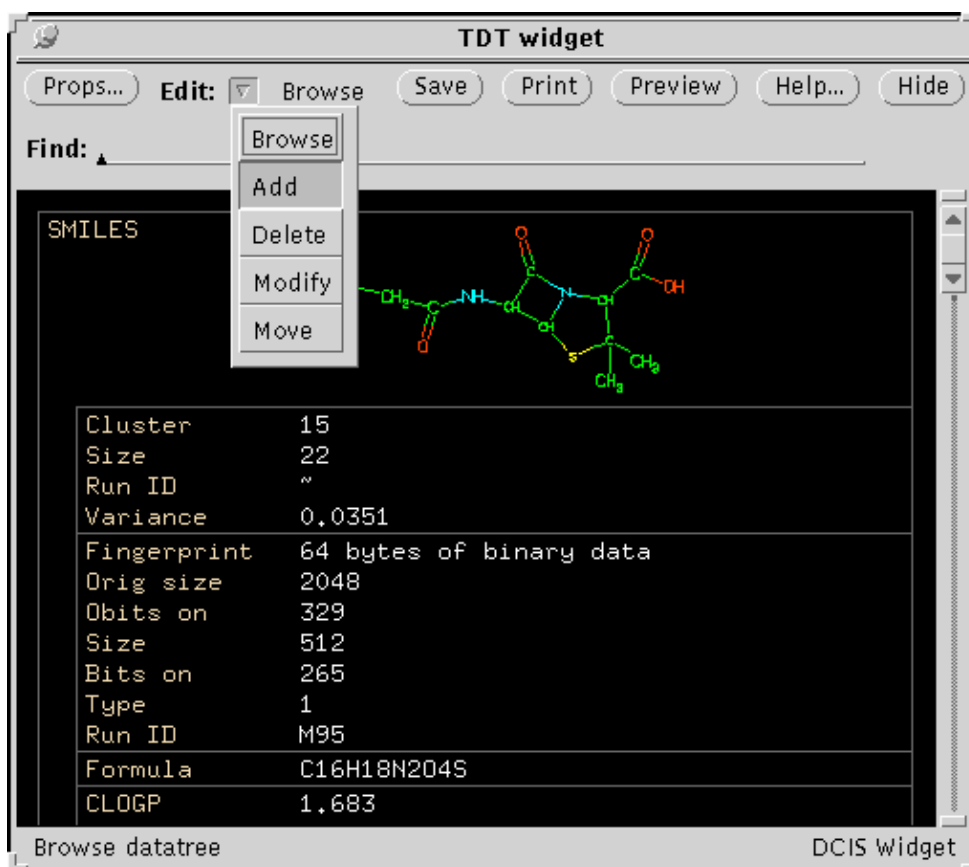 TDT widget
Props... Edit: Browse Save Print Preview Help... Hide
Find:
Browse
Add
Delete
Modify
Move
SMILES
O O
C C OH
CH₂ C NH CH N CH
O CH S C CH₃
CH₃
Cluster 15
Size 22
Run ID ~
Variance 0.0351
Fingerprint 64 bytes of binary data
Orig size 2048
Obits on 329
Size 512
Bits on 265
Type 1
Run ID M95
Formula C16H18N2O4S
CLOGP 1.683
Browse datatree DCIS Widget